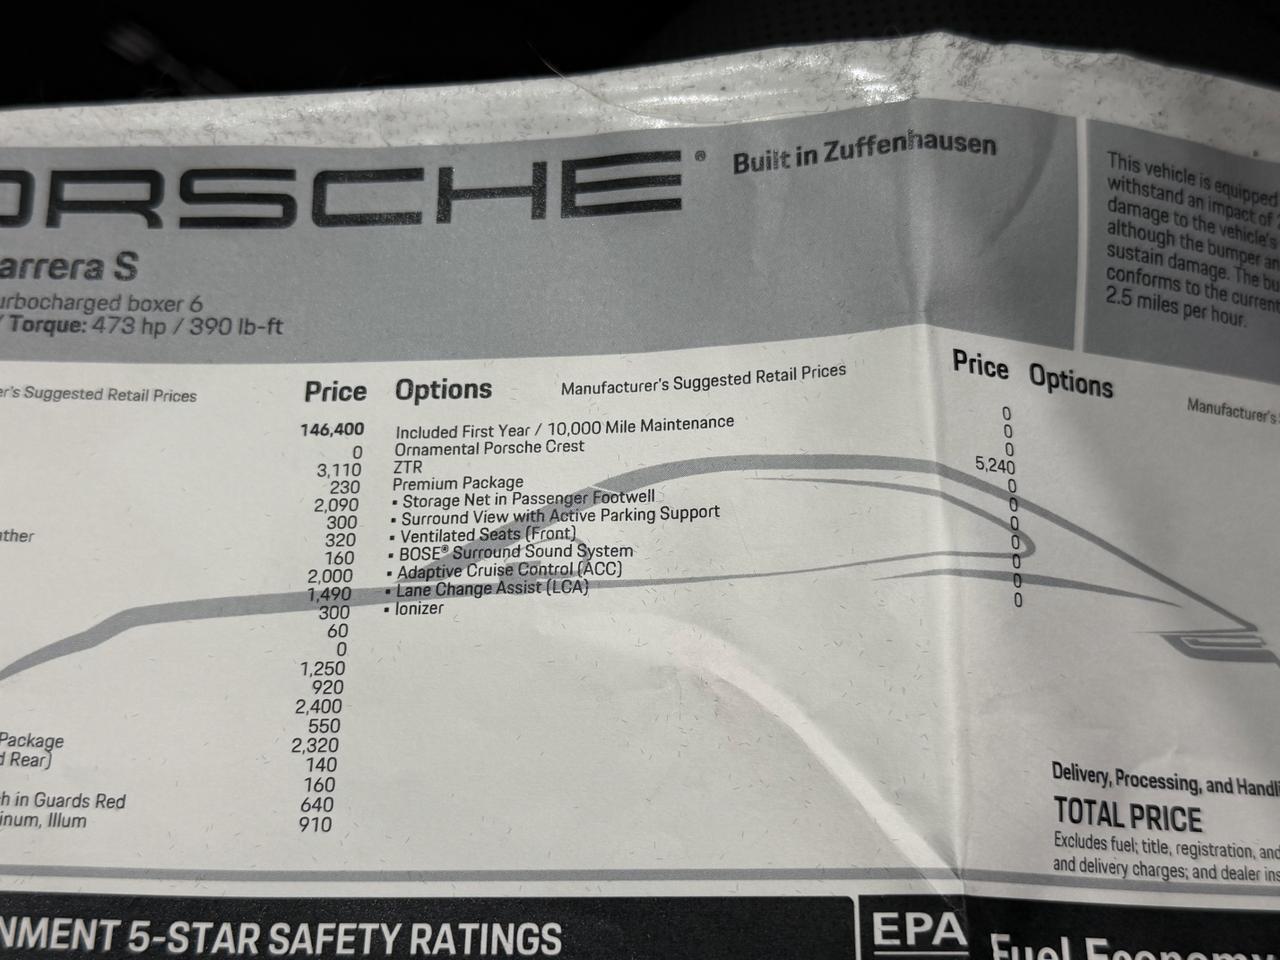 ORSCHE®
Built in Zuffenhausen
arrera S
urbocharged boxer 6
/ Torque: 473 hp / 390 lb-ft
This vehicle is equipped
withstand an impact of
damage to the vehicle's
although the bumper an
sustain damage. The bu
conforms to the current
2.5 miles per hour.
er's Suggested Retail Prices
Price
146,400
0
3,110
230
2,090
300
320
160
2,000
1,490
300
60
0
1,250
920
2,400
550
2,320
140
160
640
910
ther
Package
d Rear)
h in Guards Red
inum, Illum
Options Manufacturer's Suggested Retail Prices Price
Included First Year / 10,000 Mile Maintenance 0
Ornamental Porsche Crest 0
ZTR 0
Premium Package 5,240
▪ Storage Net in Passenger Footwell 0
▪ Surround View with Active Parking Support 0
▪ Ventilated Seats (Front) 0
▪ BOSE® Surround Sound System 0
▪ Adaptive Cruise Control (ACC) 0
▪ Lane Change Assist (LCA) 0
▪ Ionizer 0
Options
Manufacturer's
Delivery, Processing, and Handli
TOTAL PRICE
Excludes fuel; title, registration, and
and delivery charges; and dealer ins
NMENT 5-STAR SAFETY RATINGS
EPA
Fuel Economy